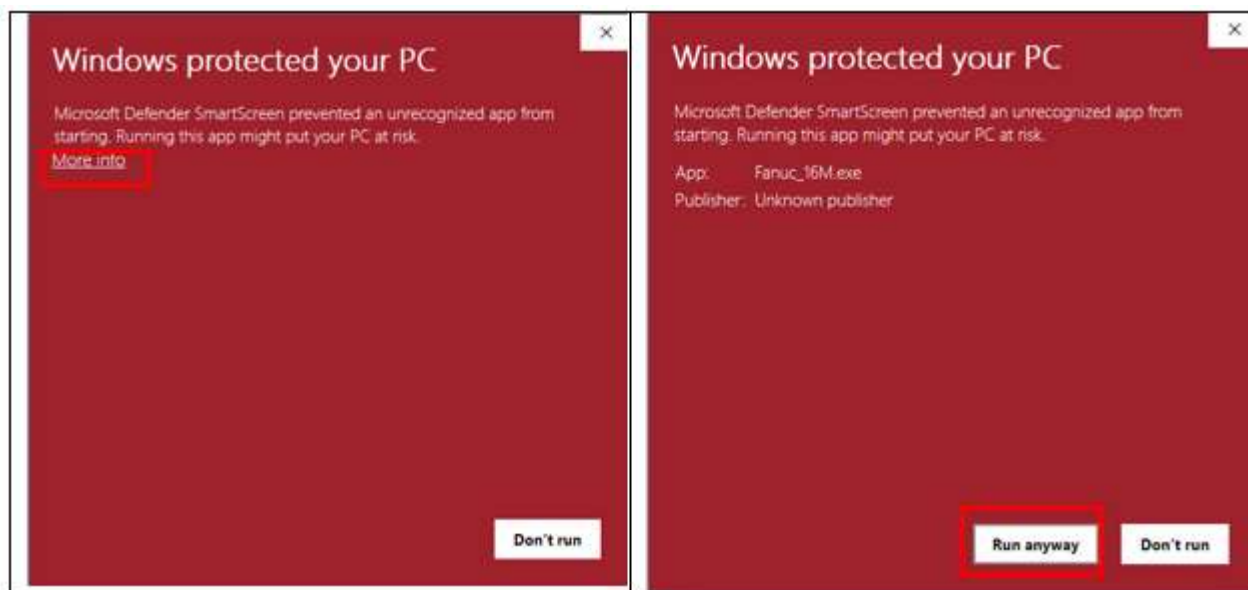 Windows protected your PC
Microsoft Defender SmartScreen prevented an unrecognized app from
starting. Running this app might put your PC at risk.
More info
Don't run
Windows protected your PC
Microsoft Defender SmartScreen prevented an unrecognized app from
starting. Running this app might put your PC at risk.
App: Fanuc_16M.exe
Publisher: Unknown publisher
Run anyway Don't run